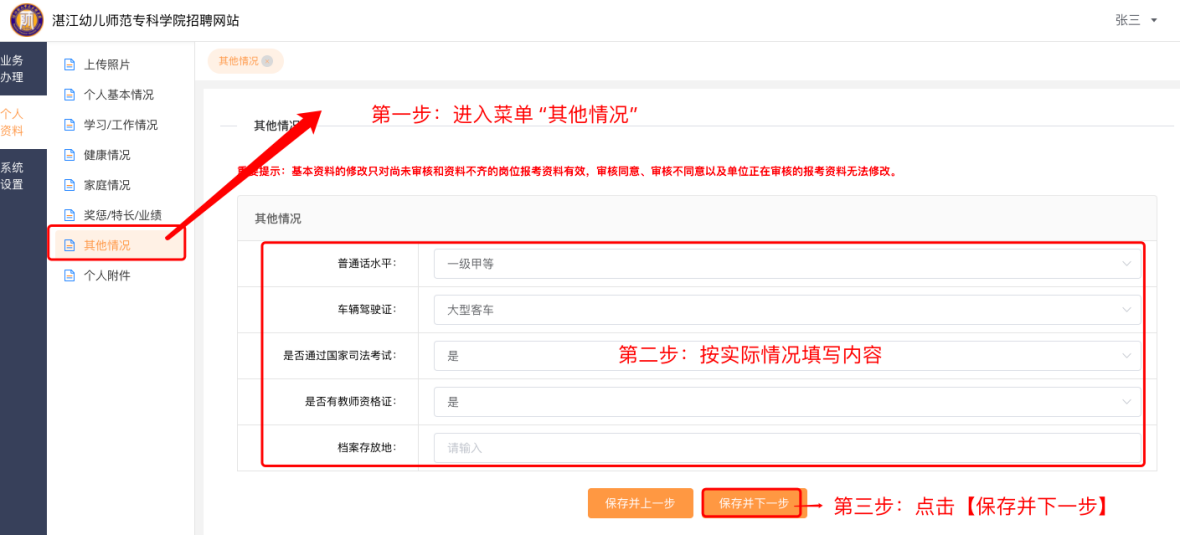 湛江幼儿师范专科学院招聘网站
张三
业务
办理
个人
资料
系统
设置
上传照片
个人基本情况
学习/工作情况
健康情况
家庭情况
奖惩/特长/业绩
其他情况
个人附件
其他情况
第一步：进入菜单“其他情况”
其他情况
重要提示：基本资料的修改只对尚未审核和资料不齐的岗位报考资料有效，审核同意、审核不同意以及单位正在审核的报考资料无法修改。
其他情况
普通话水平：
一级甲等
车辆驾驶证：
大型客车
是否通过国家司法考试：
是
第二步：按实际情况填写内容
是否有教师资格证：
是
档案存放地：
请输入
保存并上一步
保存并下一步
第三步：点击【保存并下一步】